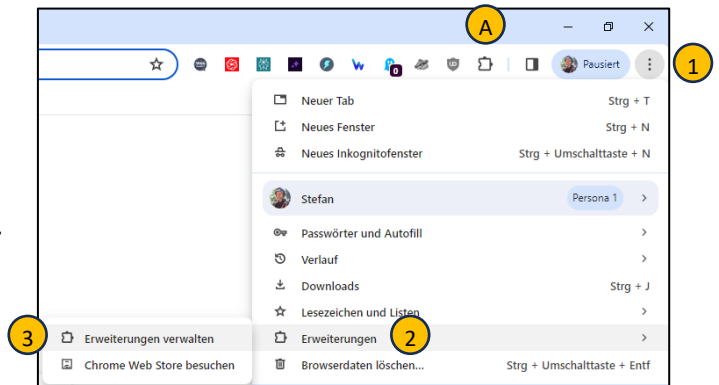 A
Pausiert
1
0
Neuer Tab Strg + T
Neues Fenster Strg + N
Neues Inkognitofenster Strg + Umschalttaste + N
Stefan Persona 1
Passwörter und Autofill
Verlauf
Downloads Strg + J
Lesezeichen und Listen
3 Erweiterungen verwalten
Erweiterungen 2
Chrome Web Store besuchen
Browserdaten löschen... Strg + Umschalttaste + Entf